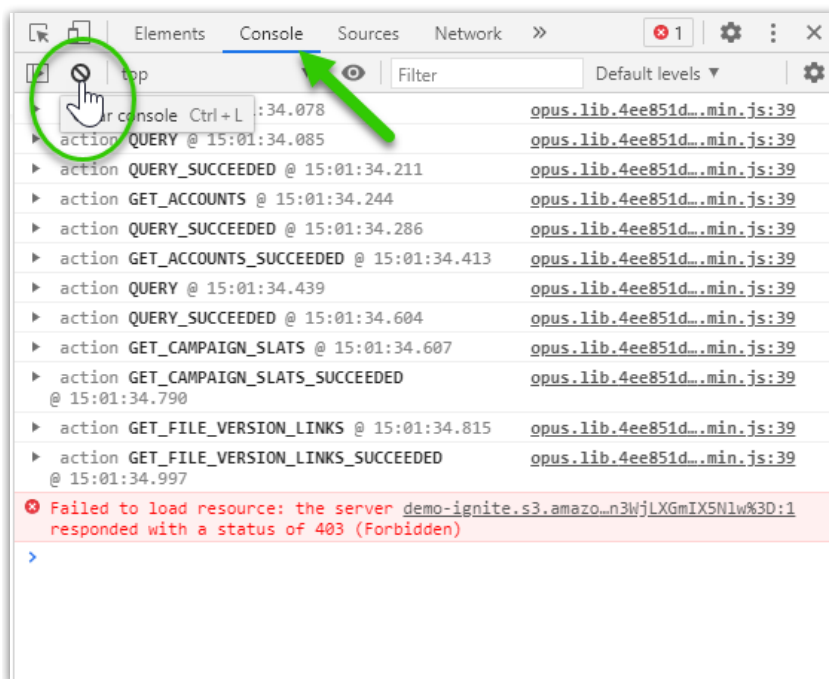 Elements Console Sources Network » 1
top Filter Default levels ▼
console Ctrl + L :34.078 opus.lib.4ee851d….min.js:39
action QUERY @ 15:01:34.085 opus.lib.4ee851d….min.js:39
action QUERY_SUCCEEDED @ 15:01:34.211 opus.lib.4ee851d….min.js:39
action GET_ACCOUNTS @ 15:01:34.244 opus.lib.4ee851d….min.js:39
action QUERY_SUCCEEDED @ 15:01:34.286 opus.lib.4ee851d….min.js:39
action GET_ACCOUNTS_SUCCEEDED @ 15:01:34.413 opus.lib.4ee851d….min.js:39
action QUERY @ 15:01:34.439 opus.lib.4ee851d….min.js:39
action QUERY_SUCCEEDED @ 15:01:34.604 opus.lib.4ee851d….min.js:39
action GET_CAMPAIGN_SLATS @ 15:01:34.607 opus.lib.4ee851d….min.js:39
action GET_CAMPAIGN_SLATS_SUCCEEDED opus.lib.4ee851d….min.js:39
@ 15:01:34.790
action GET_FILE_VERSION_LINKS @ 15:01:34.815 opus.lib.4ee851d….min.js:39
action GET_FILE_VERSION_LINKS_SUCCEEDED opus.lib.4ee851d….min.js:39
@ 15:01:34.997
Failed to load resource: the server demo-ignite.s3.amazo…n3WjLXGmIX5Nlw%3D:1
responded with a status of 403 (Forbidden)